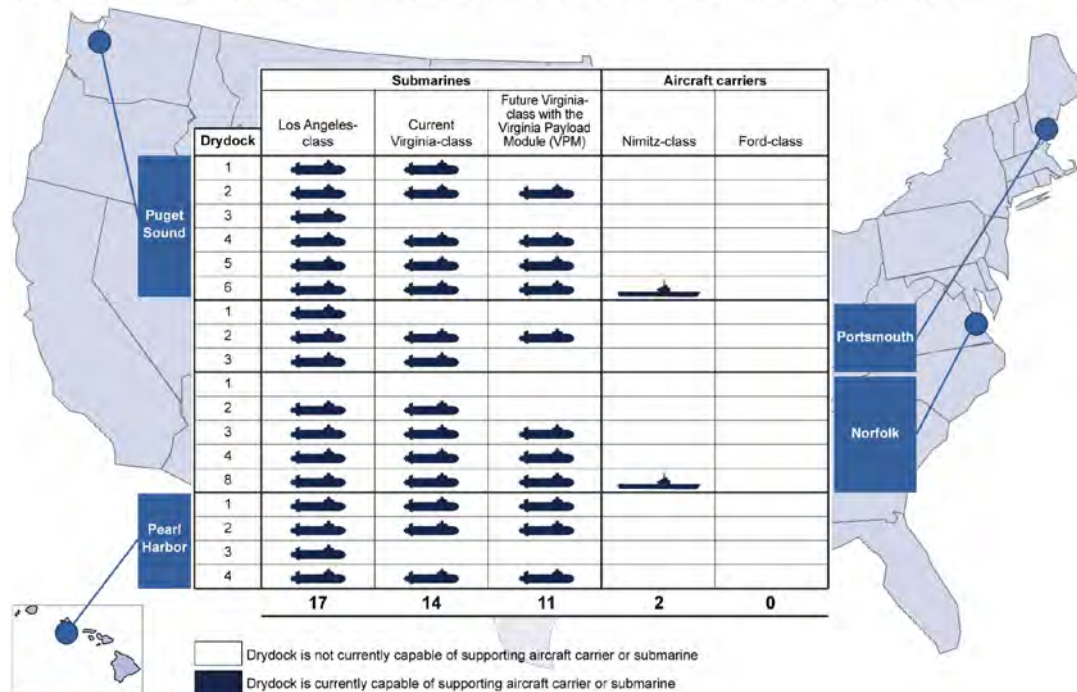 Submarines
Aircraft carriers
Drydock
Los Angeles-
class
Current
Virginia-class
Future Virginia-
class with the
Virginia Payload
Module (VPM)
Nimitz-class
Ford-class
Puget
Sound
1
2
3
4
5
6
Portsmouth
1
2
3
Norfolk
1
2
3
4
8
Pearl
Harbor
1
2
3
4
17 14 11 2 0
Drydock is not currently capable of supporting aircraft carrier or submarine
Drydock is currently capable of supporting aircraft carrier or submarine